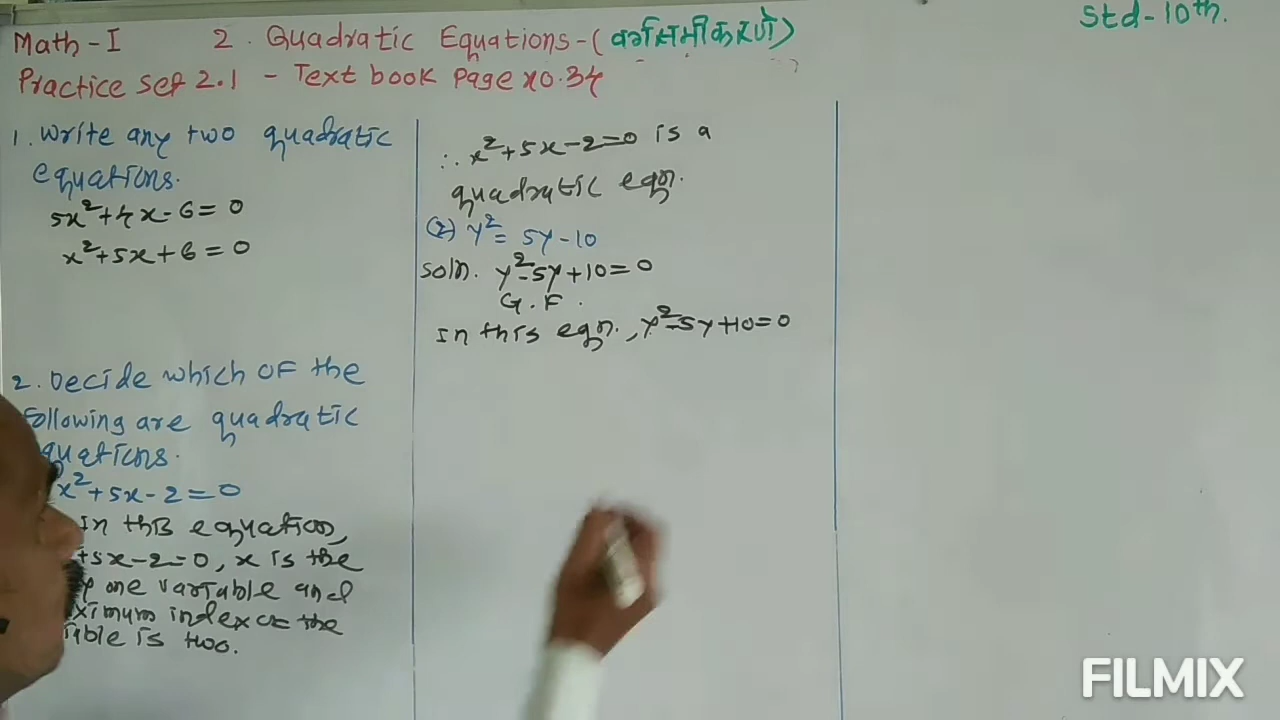 Std-10th.
Math-I 2. Quadratic Equations-(वर्गसमीकरणे)
Practice set 2.1 - Text book Page no.34
1. Write any two quadratic
equations.
5x²+4x-6=0
x²+5x+6=0
2. Decide which of the
following are quadratic
quations.
x²+5x-2=0
In this equation,
+5x-2=0, x is the
one variable and
ximum index of the
able is two.
∴ x²+5x-2=0 is a
quadratic eqn.
(2) y²= 5y-10
soln. y²-5y+10=0
G.F.
In this eqn., y²-5y+10=0
FILMIX